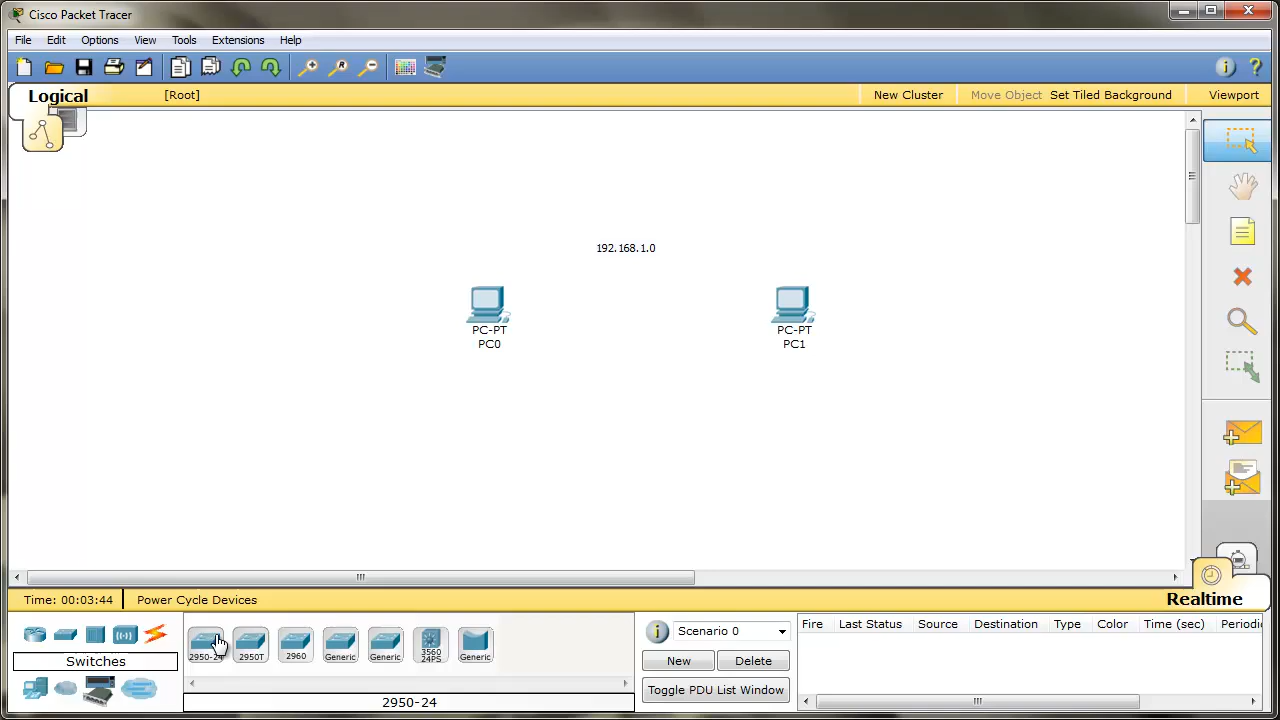 Cisco Packet Tracer
File Edit Options View Tools Extensions Help
Logical [Root] New Cluster Move Object Set Tiled Background Viewport
192.168.1.0
PC-PT
PC0
PC-PT
PC1
Time: 00:03:44 Power Cycle Devices
Realtime
Switches
2950-24 2950T 2960 Generic Generic 3560 24PS Generic
2950-24
Scenario 0
New Delete
Toggle PDU List Window
Fire Last Status Source Destination Type Color Time (sec) Periodic